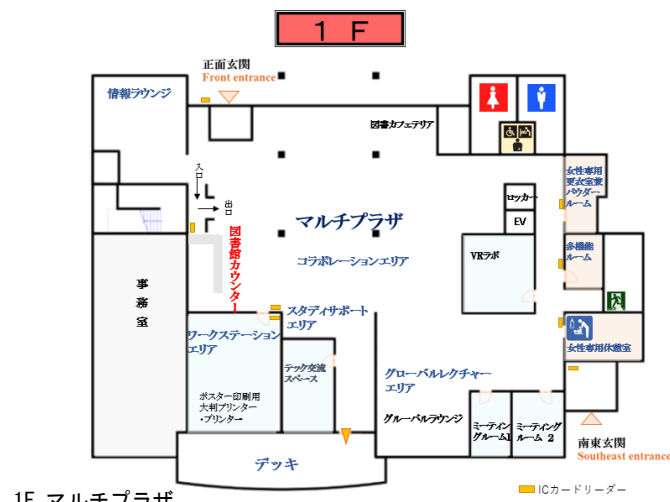 1 F
正面玄関
Front entrance
情報ラウンジ
図書カフェテリア
入口
出口
女性専用
更衣室兼
パウダー
ルーム
ロッカー
EV
マルチプラザ
図書館カウンター
コラボレーションエリア
VRラボ
多機能
ルーム
事務室
スタディサポート
エリア
ワークステーション
エリア
女性専用休憩室
テック交流
スペース
グローバルレクチャー
エリア
ポスター印刷用
大判プリンター
・プリンター
グルーバルラウンジ
ミーティン
グルーム1
ミーティング
ルーム 2
南東玄関
Southeast entrance
デッキ
ICカードリーダー
1F マルチプラザ